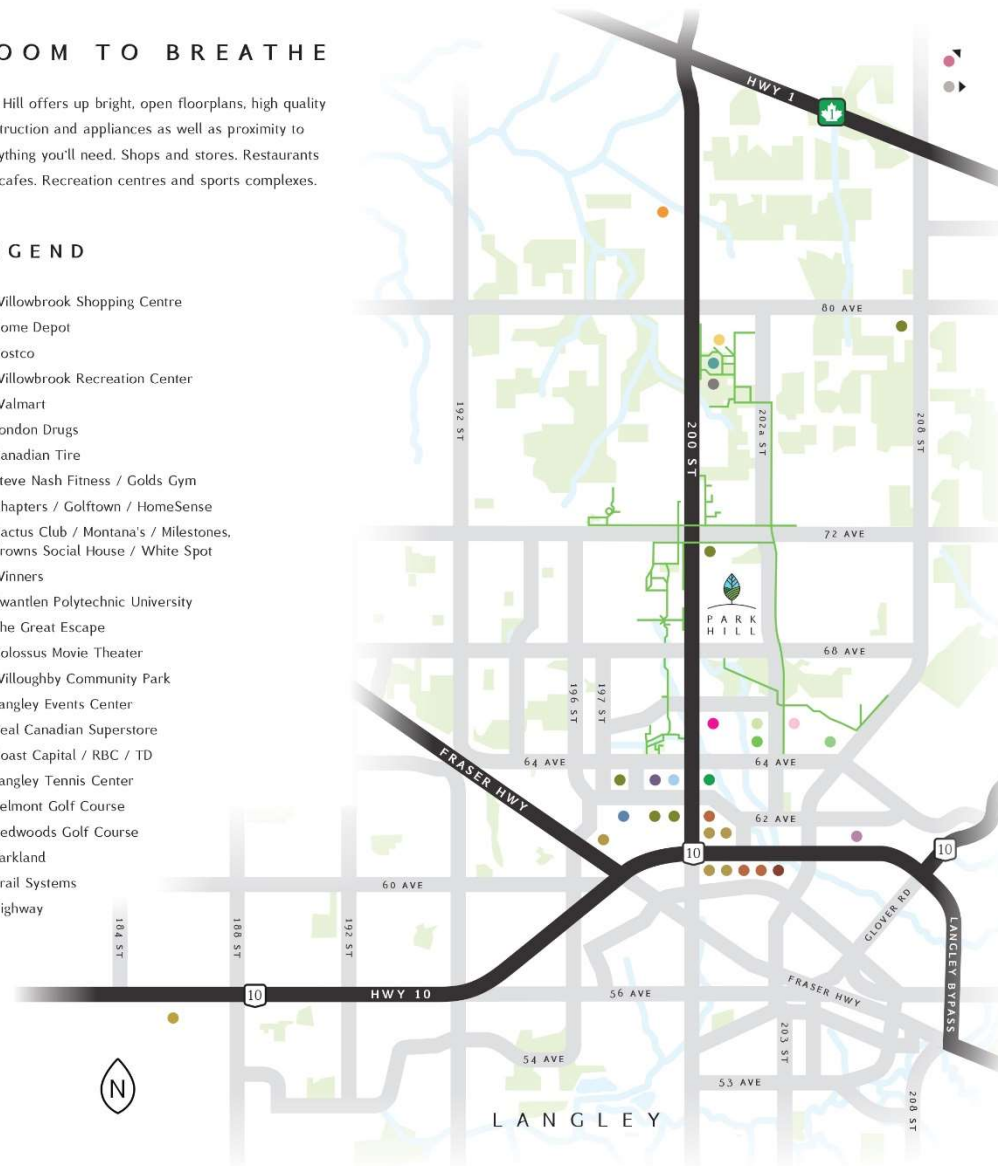 OOM TO BREATHE
Hill offers up bright, open floorplans, high quality
truction and appliances as well as proximity to
ything you'll need. Shops and stores. Restaurants
cafes. Recreation centres and sports complexes.
GEND
Willowbrook Shopping Centre
ome Depot
ostco
Willowbrook Recreation Center
Walmart
ondon Drugs
anadian Tire
teve Nash Fitness / Golds Gym
hapters / Golftown / HomeSense
actus Club / Montana's / Milestones,
rowns Social House / White Spot
Winners
wantlen Polytechnic University
he Great Escape
olossus Movie Theater
Willoughby Community Park
angley Events Center
eal Canadian Superstore
oast Capital / RBC / TD
angley Tennis Center
elmont Golf Course
edwoods Golf Course
arkland
rail Systems
ighway
HWY 1
1
80 AVE
192 ST
200 ST
202a ST
208 ST
72 AVE
PARK
HILL
68 AVE
196 ST
197 ST
FRASER HWY
64 AVE
64 AVE
62 AVE
10
10
60 AVE
GLOVER RD
184 ST
188 ST
192 ST
LANGLEY BYPASS
10
HWY 10
56 AVE
FRASER HWY
203 ST
54 AVE
53 AVE
208 ST
N
LANGLEY